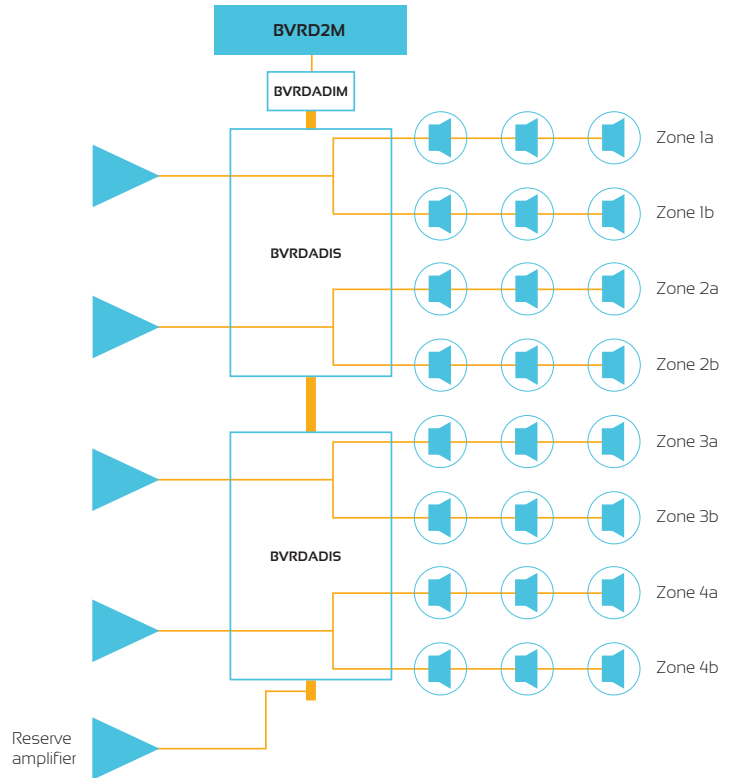 BVRD2M
BVRDADIM
Zone 1a
Zone 1b
BVRDADIS
Zone 2a
Zone 2b
Zone 3a
Zone 3b
BVRDADIS
Zone 4a
Zone 4b
Reserve
amplifier